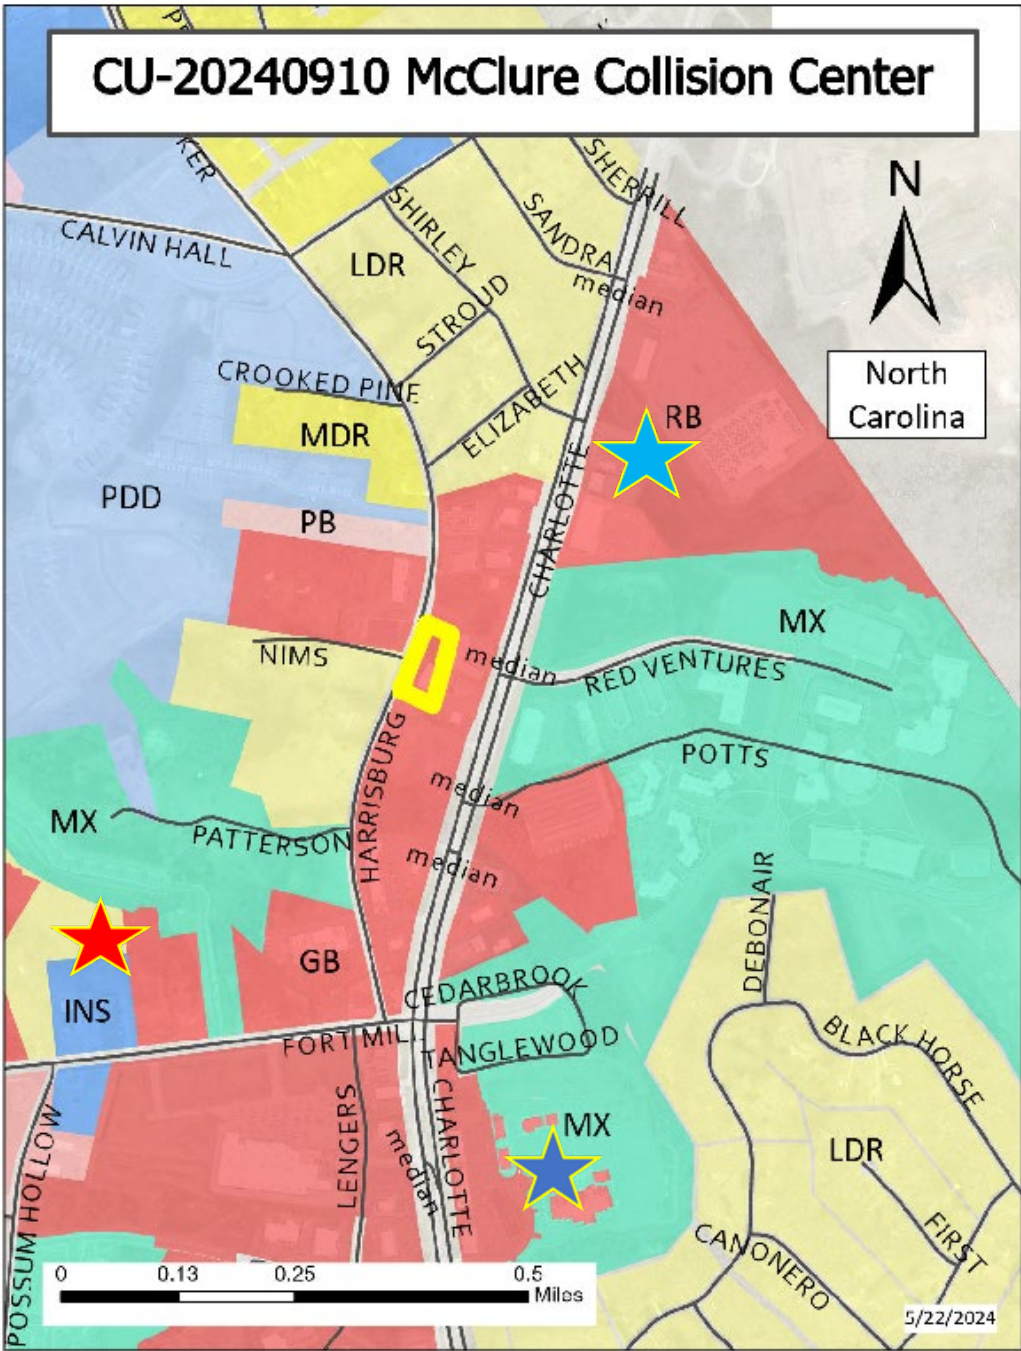 CU-20240910 McClure Collision Center
KER
SHERRILL
N
CALVIN HALL
SHIRLEY
SANDRA
LDR
median
STROUD
CROOKED PINE
ELIZABETH
North
Carolina
RB
MDR
CHARLOTTE
PDD
PB
MX
NIMS
median
RED VENTURES
HARRISBURG
POTTS
median
MX
PATTERSON
median
DEBONAIR
GB
INS
CEDARBROOK
FORT MILL
TANGLEWOOD
BLACK HORSE
POSSUM HOLLOW
LENGERS
median
CHARLOTTE
MX
LDR
FIRST
CANONERO
0 0.13 0.25 0.5
Miles
5/22/2024